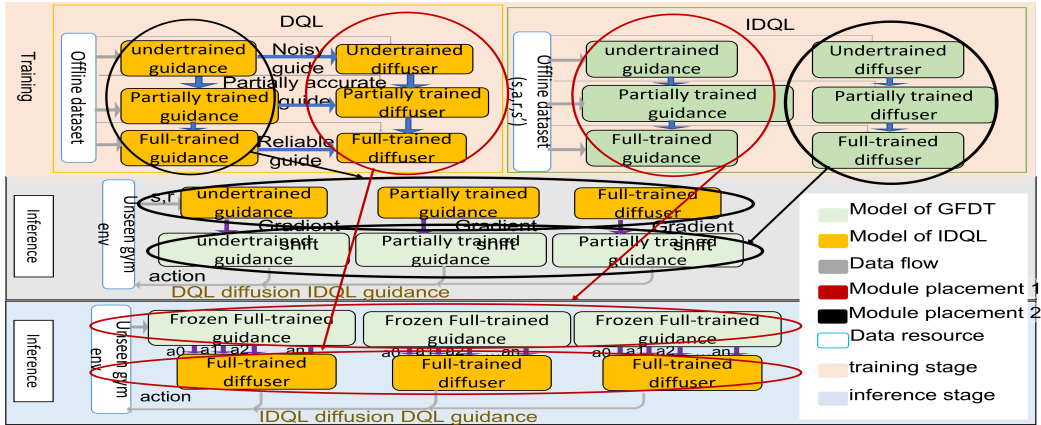 Training
DQL
Offline dataset
undertrained
guidance
Noisy
guide
Undertrained
diffuser
Partially accurate
guide
Partially trained
guidance
Partially trained
diffuser
Full-trained
guidance
Reliable
guide
Full-trained
diffuser
IDQL
Offline dataset
(s,a,r,s')
undertrained
guidance
Undertrained
diffuser
Partially trained
guidance
Partially trained
diffuser
Full-trained
guidance
Full-trained
diffuser
Inference
Unseen gym
env
s,r
undertrained
guidance
Partially trained
guidance
Full-trained
diffuser
Gradient
shift
Gradient
shift
Gradient
shift
undertrained
guidance
Partially trained
guidance
Partially trained
guidance
action
DQL diffusion IDQL guidance
Inference
Unseen gym
env
Frozen Full-trained
guidance
Frozen Full-trained
guidance
Frozen Full-trained
guidance
a0 a1 a2 an
a0 a1 a2 an
a0 a1 a2 an
Full-trained
diffuser
Full-trained
diffuser
Full-trained
diffuser
action
IDQL diffusion DQL guidance
Model of GFDT
Model of IDQL
Data flow
Module placement 1
Module placement 2
Data resource
training stage
inference stage